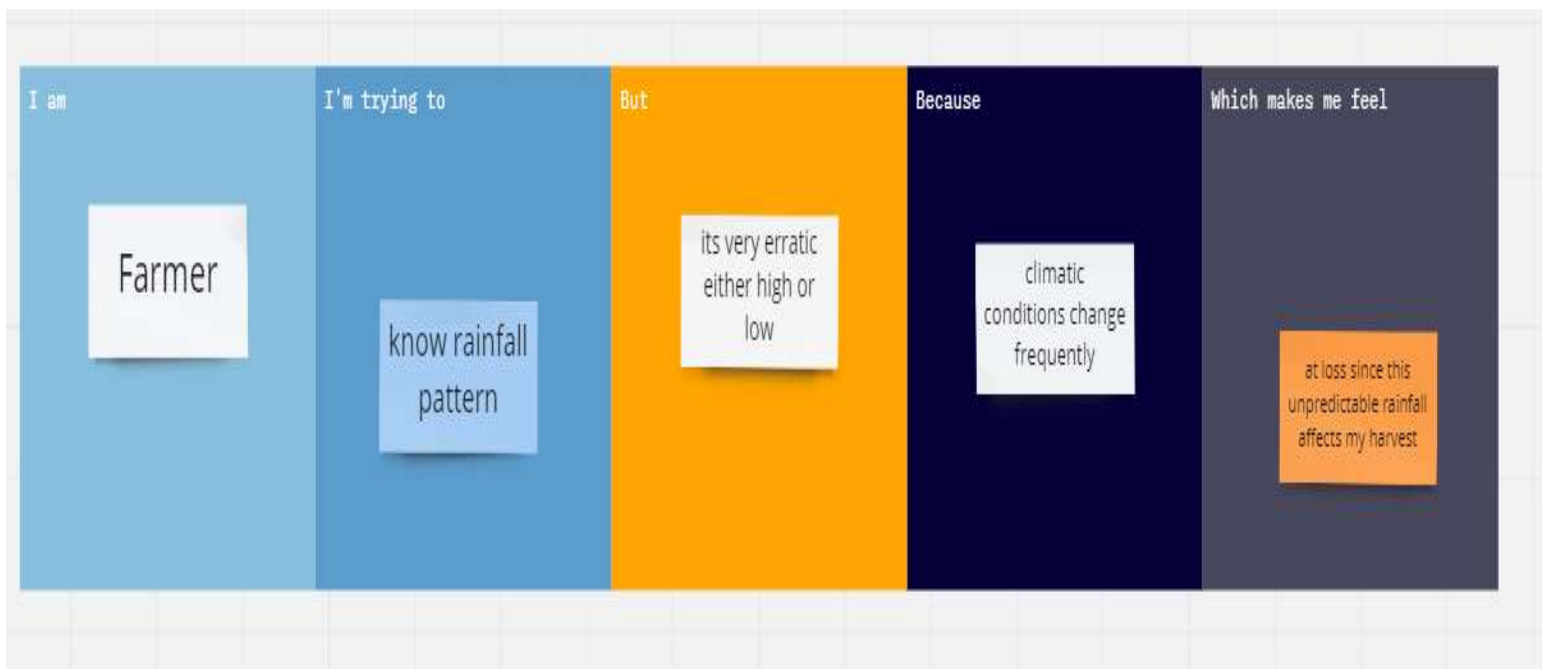 I am
Farmer
I'm trying to
know rainfall
pattern
But
its very erratic
either high or
low
Because
climatic
conditions change
frequently
Which makes me feel
at loss since this
unpredictable rainfall
affects my harvest